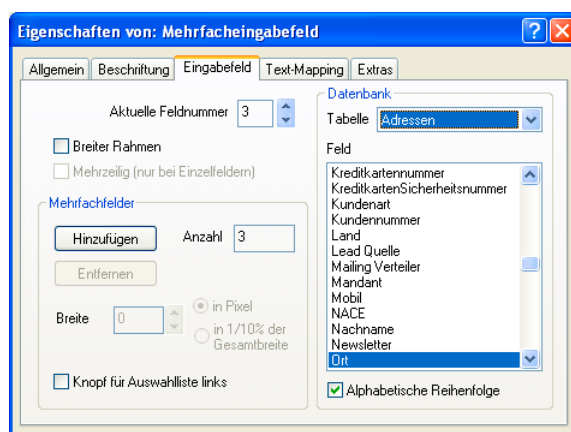 Eigenschaften von: Mehrfacheingabefeld
Allgemein Beschriftung Eingabefeld Text-Mapping Extras
Aktuelle Feldnummer 3
Breiter Rahmen
Mehrzeilig (nur bei Einzelfeldern)
Mehrfachfelder
Hinzufügen Anzahl 3
Entfernen
Breite 0
in Pixel
in 1/10% der
Gesamtbreite
Knopf für Auswahlliste links
Datenbank
Tabelle Adressen
Feld
Kreditkartennummer
KreditkartenSicherheitsnummer
Kundenart
Kundennummer
Land
Lead Quelle
Mailing Verteiler
Mandant
Mobil
NACE
Nachname
Newsletter
Ort
Alphabetische Reihenfolge